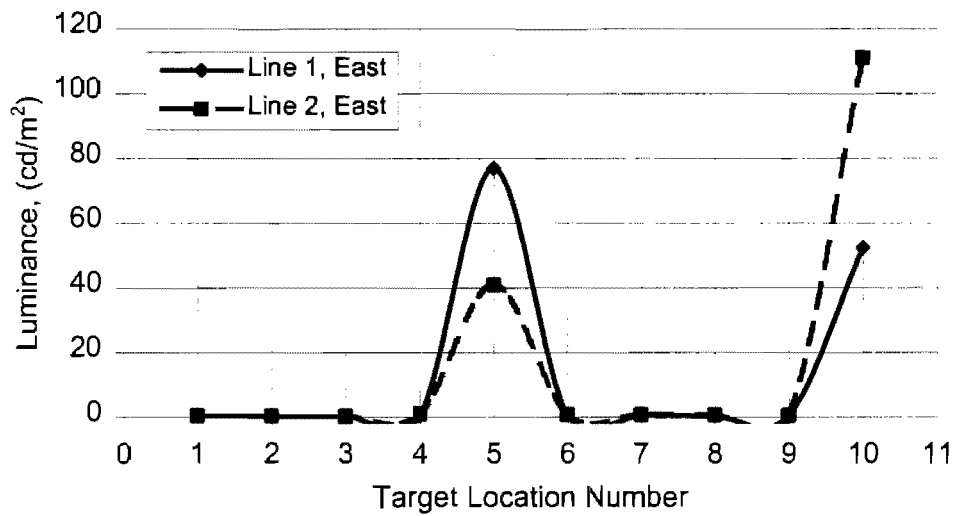 120
100
80
60
40
20
0
Luminance, (cd/m²)
Line 1, East
Line 2, East
0 1 2 3 4 5 6 7 8 9 10 11
Target Location Number